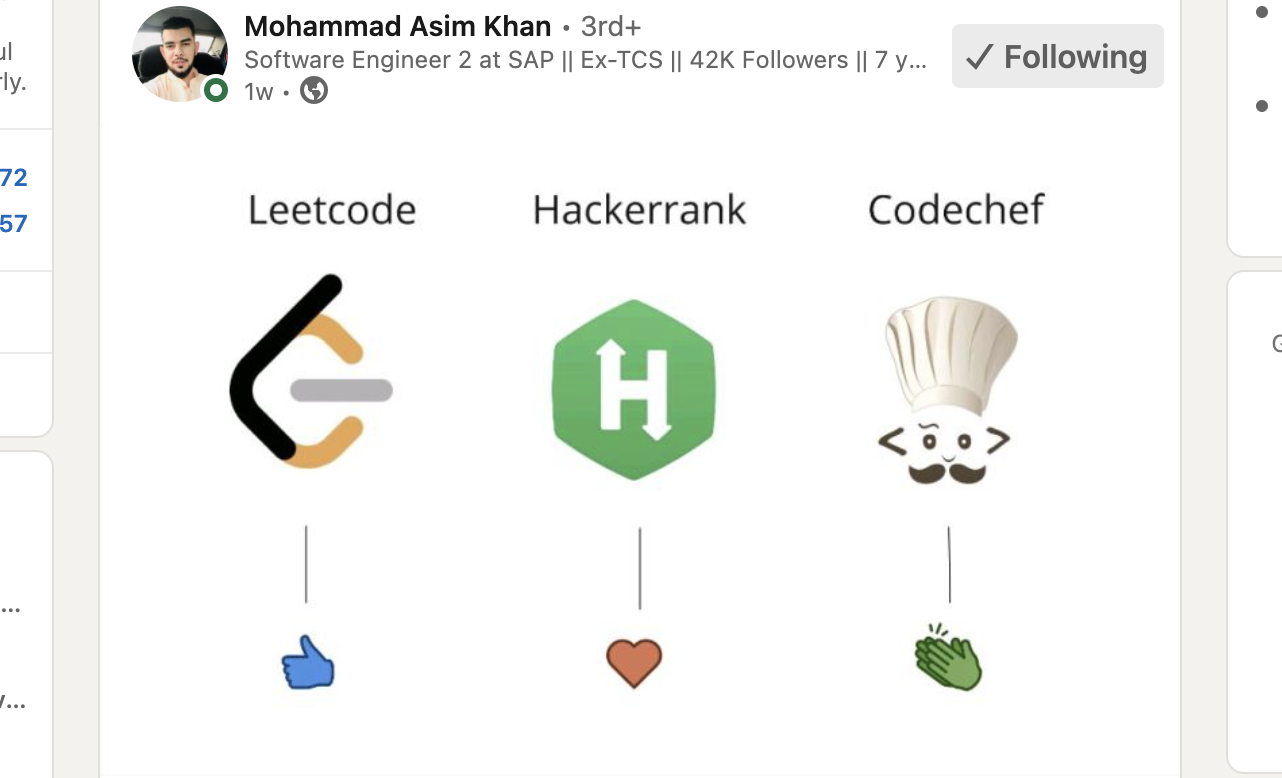 Mohammad Asim Khan • 3rd+
Software Engineer 2 at SAP || Ex-TCS || 42K Followers || 7 y...
1w •
✓ Following
rly.
72
57
Leetcode
Hackerrank
Codechef
H
...
...